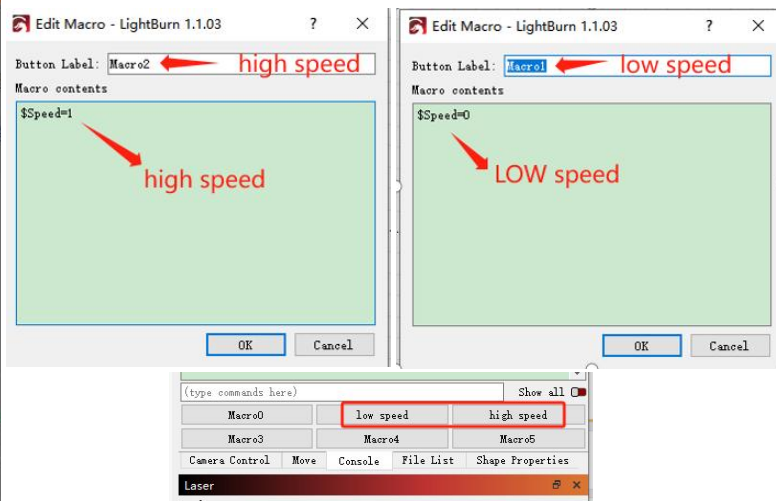 Edit Macro - LightBurn 1.1.03 ? ×
Button Label: Macro2 high speed
Macro contents
$Speed=1
high speed
OK Cancel
Edit Macro - LightBurn 1.1.03 ? ×
Button Label: Macro1 low speed
Macro contents
$Speed=0
LOW speed
OK Cancel
(type commands here) Show all
Macro0 low speed high speed
Macro3 Macro4 Macro5
Camera Control Move Console File List Shape Properties
Laser